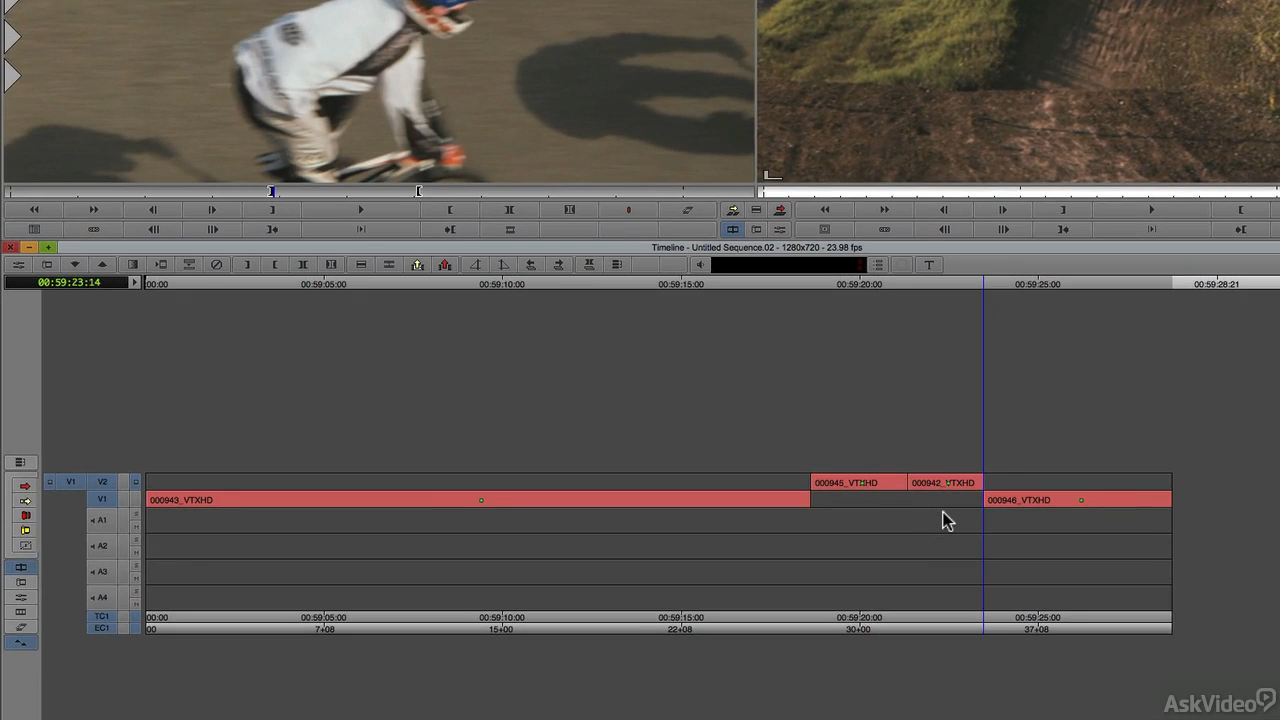 Timeline - Untitled Sequence.02 - 1280x720 - 23.98 fps
T
00:59:23:14
00:00
00:59:05:00
00:59:10:00
00:59:15:00
00:59:20:00
00:59:25:00
00:59:28:21
V1 V2
000945_VTXHD
000942_VTXHD
V1
000943_VTXHD
000946_VTXHD
A1
S
M
A2
S
M
A3
S
M
A4
S
M
TC1
00:00
00:59:05:00
00:59:10:00
00:59:15:00
00:59:20:00
00:59:25:00
EC1
00
7+08
15+00
22+08
30+00
37+08
AskVideo